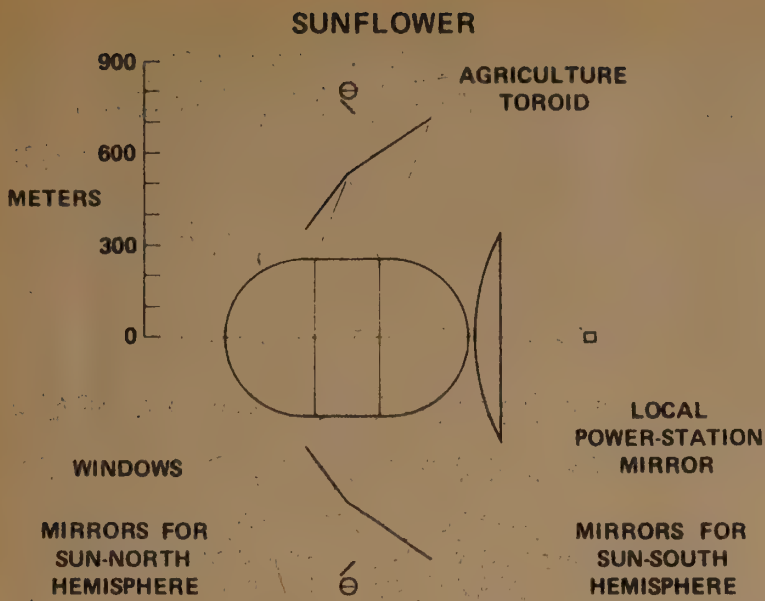 SUNFLOWER
900
600
METERS
300
0
AGRICULTURE
TOROID
LOCAL
POWER-STATION
MIRROR
WINDOWS
MIRRORS FOR
SUN-NORTH
HEMISPHERE
MIRRORS FOR
SUN-SOUTH
HEMISPHERE